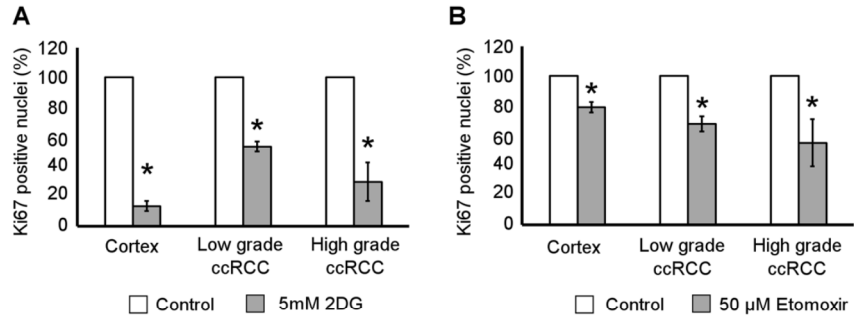 A
Ki67 positive nuclei (%)
120
100
80
60
40
20
0
*
*
*
Cortex
Low grade
ccRCC
High grade
ccRCC
Control
5mM 2DG
B
Ki67 positive nuclei (%)
120
100
80
60
40
20
0
*
*
*
Cortex
Low grade
ccRCC
High grade
ccRCC
Control
50 µM Etomoxir